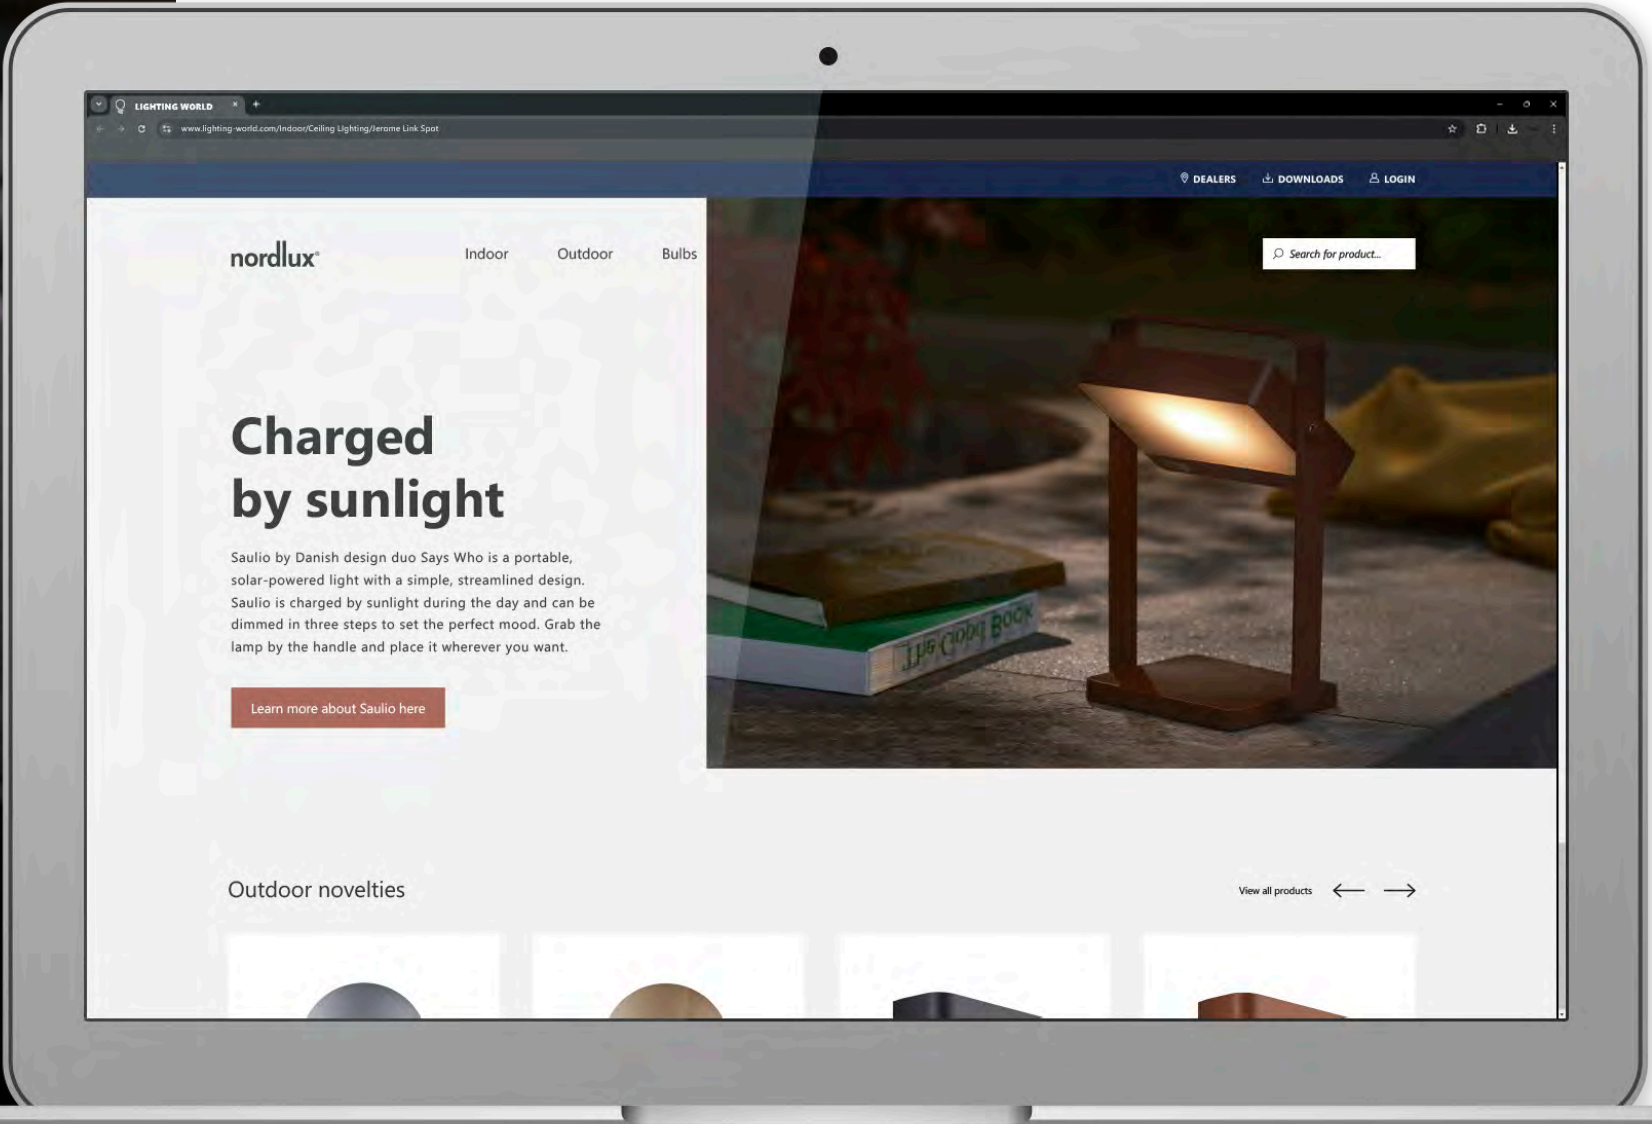 LIGHTING WORLD
www.lighting-world.com/Indoor/Ceiling Lighting/Jerome Link Spot
DEALERS DOWNLOADS LOGIN
nordlux®
Indoor Outdoor Bulbs
Search for product...
Charged
by sunlight
Saulio by Danish design duo Says Who is a portable,
solar-powered light with a simple, streamlined design.
Saulio is charged by sunlight during the day and can be
dimmed in three steps to set the perfect mood. Grab the
lamp by the handle and place it wherever you want.
Learn more about Saulio here
The Good Book
Outdoor novelties
View all products